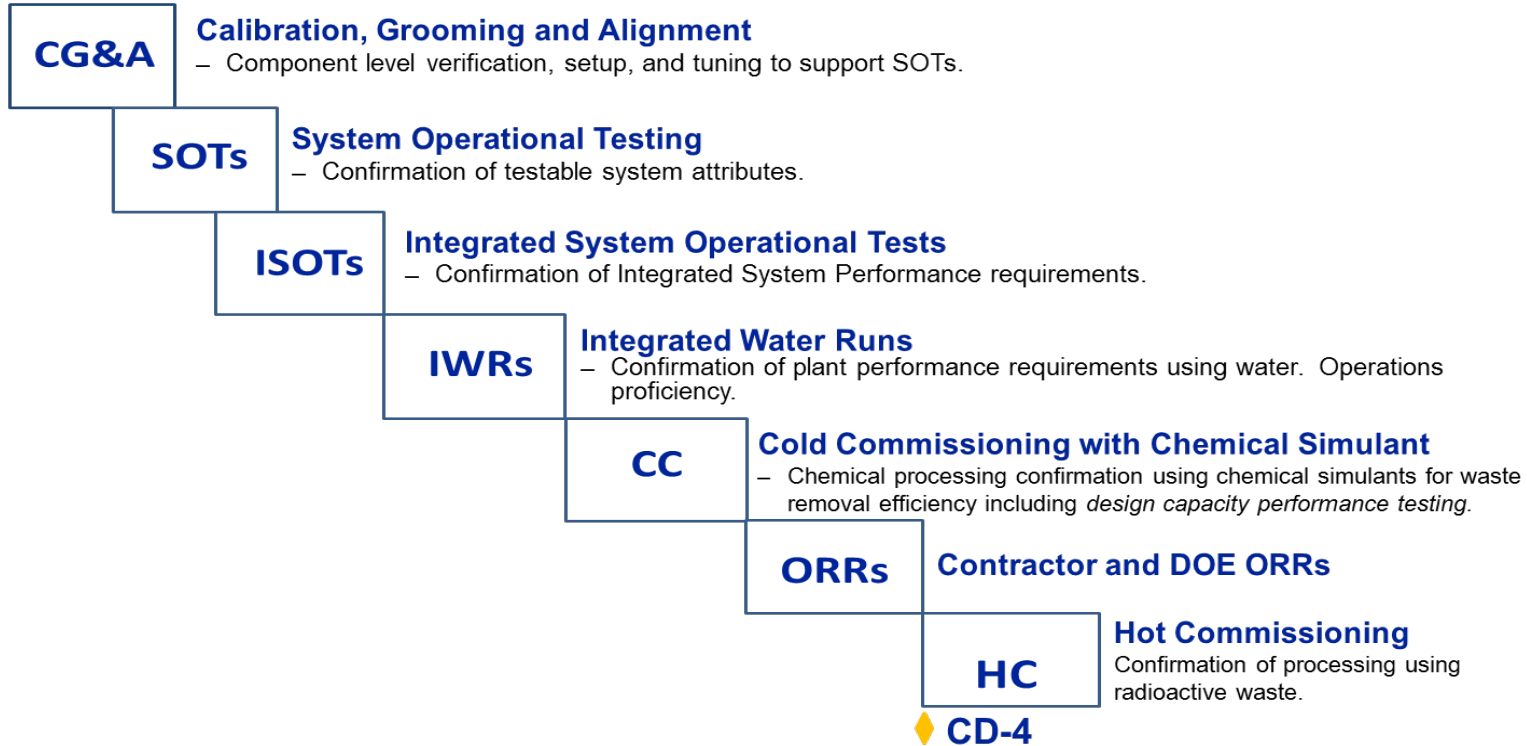 CG&A
Calibration, Grooming and Alignment
– Component level verification, setup, and tuning to support SOTs.
SOTs
System Operational Testing
– Confirmation of testable system attributes.
ISOTs
Integrated System Operational Tests
– Confirmation of Integrated System Performance requirements.
IWRs
Integrated Water Runs
– Confirmation of plant performance requirements using water. Operations
proficiency.
CC
Cold Commissioning with Chemical Simulant
– Chemical processing confirmation using chemical simulants for waste
removal efficiency including design capacity performance testing.
ORRs
Contractor and DOE ORRs
HC
Hot Commissioning
Confirmation of processing using
radioactive waste.
CD-4